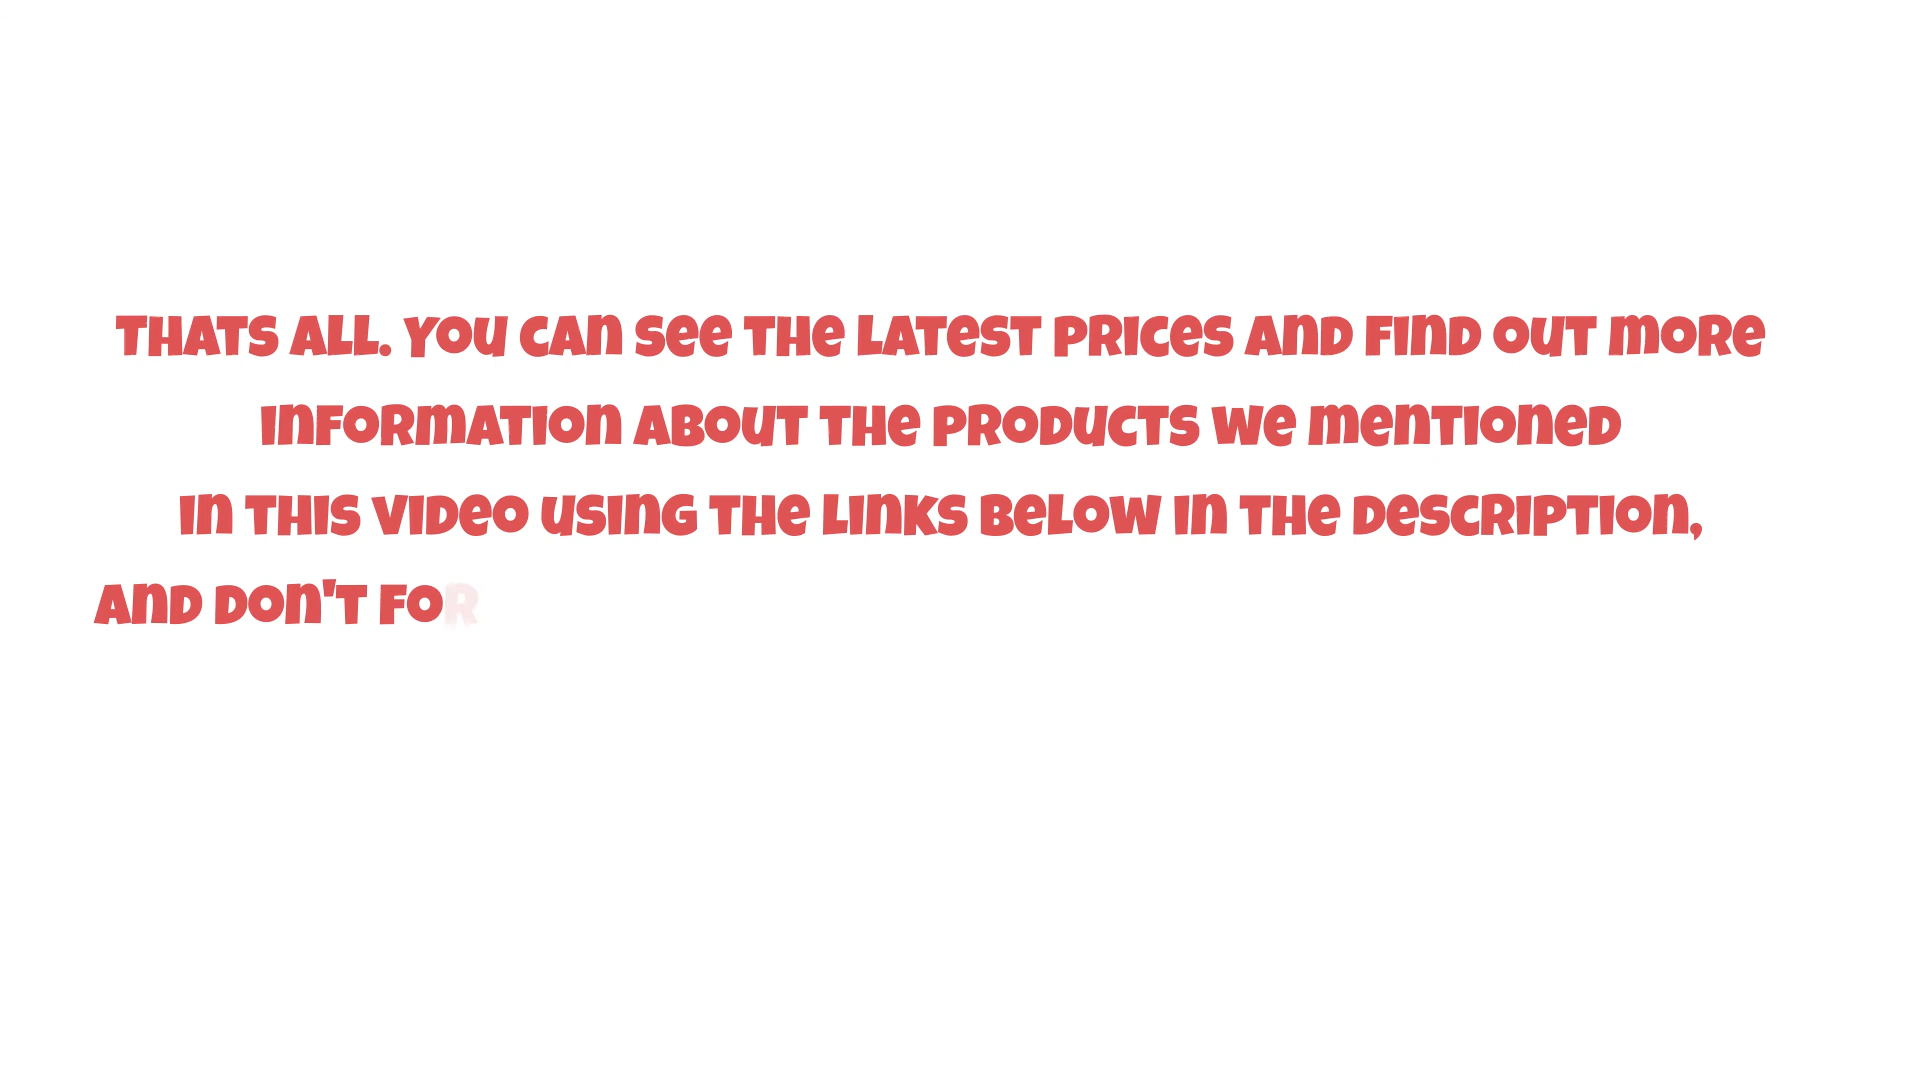 THATS ALL. YOU CAN SEE THE LATEST PRICES AND FIND OUT MORE
INFORMATION ABOUT THE PRODUCTS WE MENTIONED
IN THIS VIDEO USING THE LINKS BELOW IN THE DESCRIPTION,
AND DON'T FOR